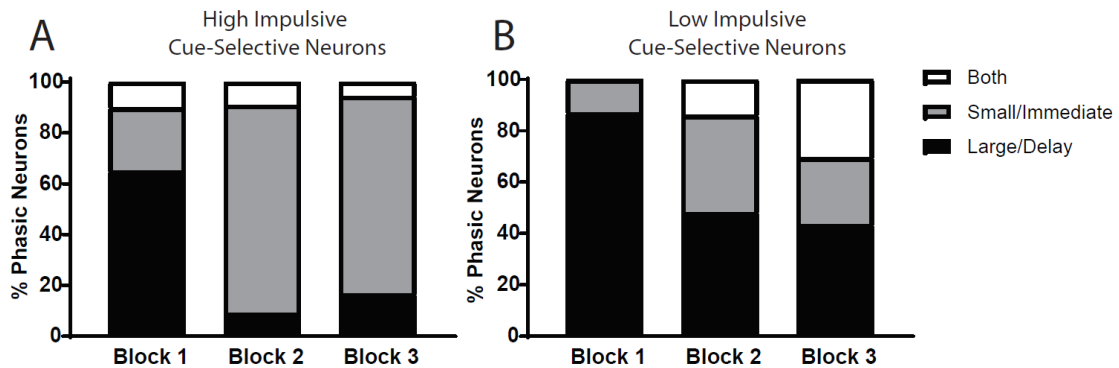 A
High Impulsive
Cue-Selective Neurons
% Phasic Neurons
100
80
60
40
20
0
Block 1
Block 2
Block 3
B
Low Impulsive
Cue-Selective Neurons
% Phasic Neurons
100
80
60
40
20
0
Block 1
Block 2
Block 3
Both
Small/Immediate
Large/Delay